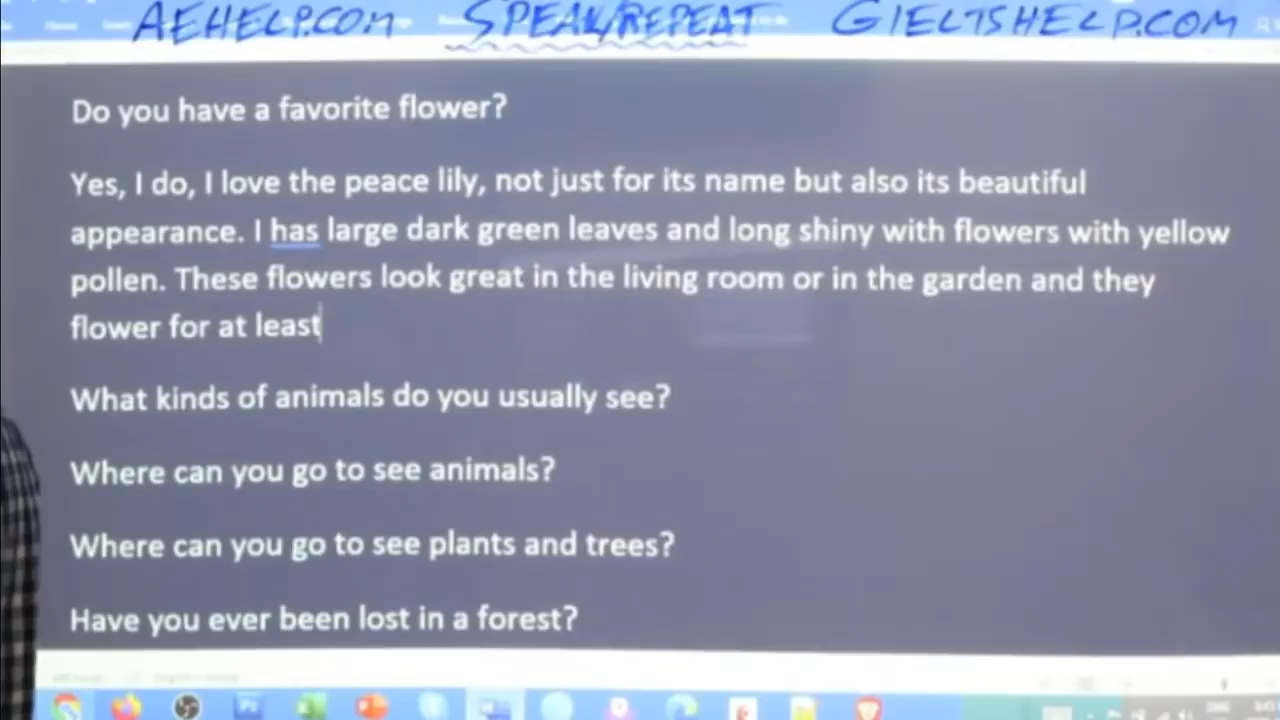 AEHELP.COM SPEAK/REPEAT GIELTSHELP.COM
Do you have a favorite flower?
Yes, I do, I love the peace lily, not just for its name but also its beautiful
appearance. I has large dark green leaves and long shiny with flowers with yellow
pollen. These flowers look great in the living room or in the garden and they
flower for at least
What kinds of animals do you usually see?
Where can you go to see animals?
Where can you go to see plants and trees?
Have you ever been lost in a forest?